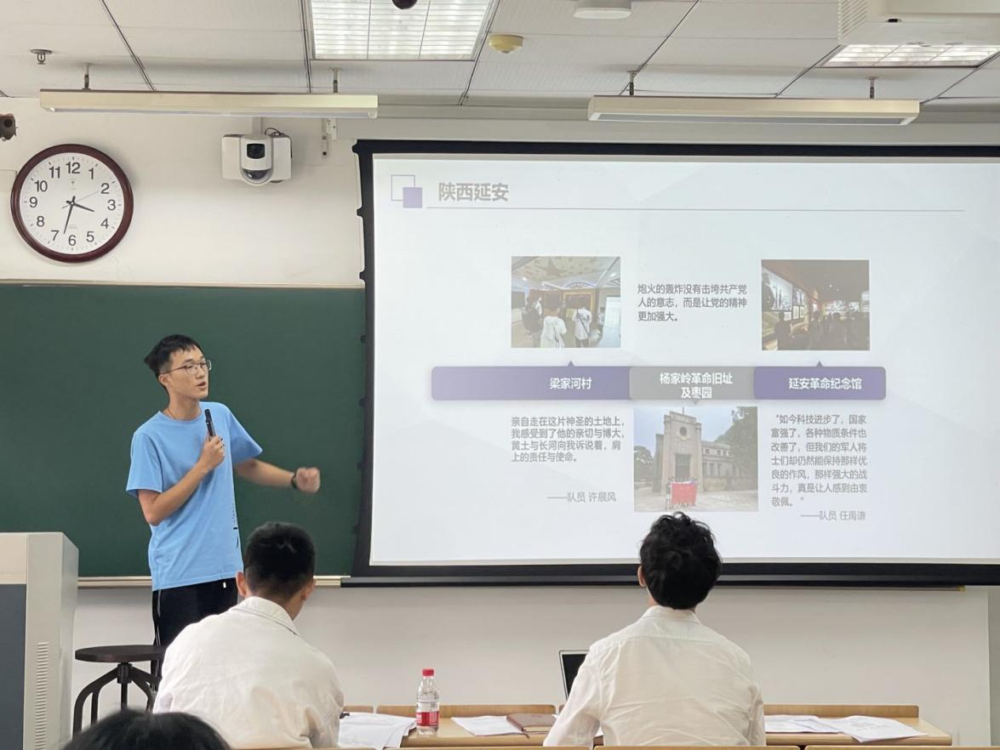 陕西延安
炮火的轰炸没有击垮共产党
人的意志，而是让党的精神
更加强大。
梁家河村
杨家岭革命旧址
及枣园
延安革命纪念馆
亲自走在这片神圣的土地上，
我感受到了他的亲切与博大，
黄土与长河向我诉说着，肩
上的责任与使命。
——队员 许展风
“如今科技进步了，国家
富强了，各种物质条件也
改善了，但我们的军人将
士们却仍然能保持那样优
良的作风，那样强大的战
斗力，真是让人感到由衷
敬佩。”
——队员 任禹谦
12
1
2
3
4
5
6
7
8
9
10
11